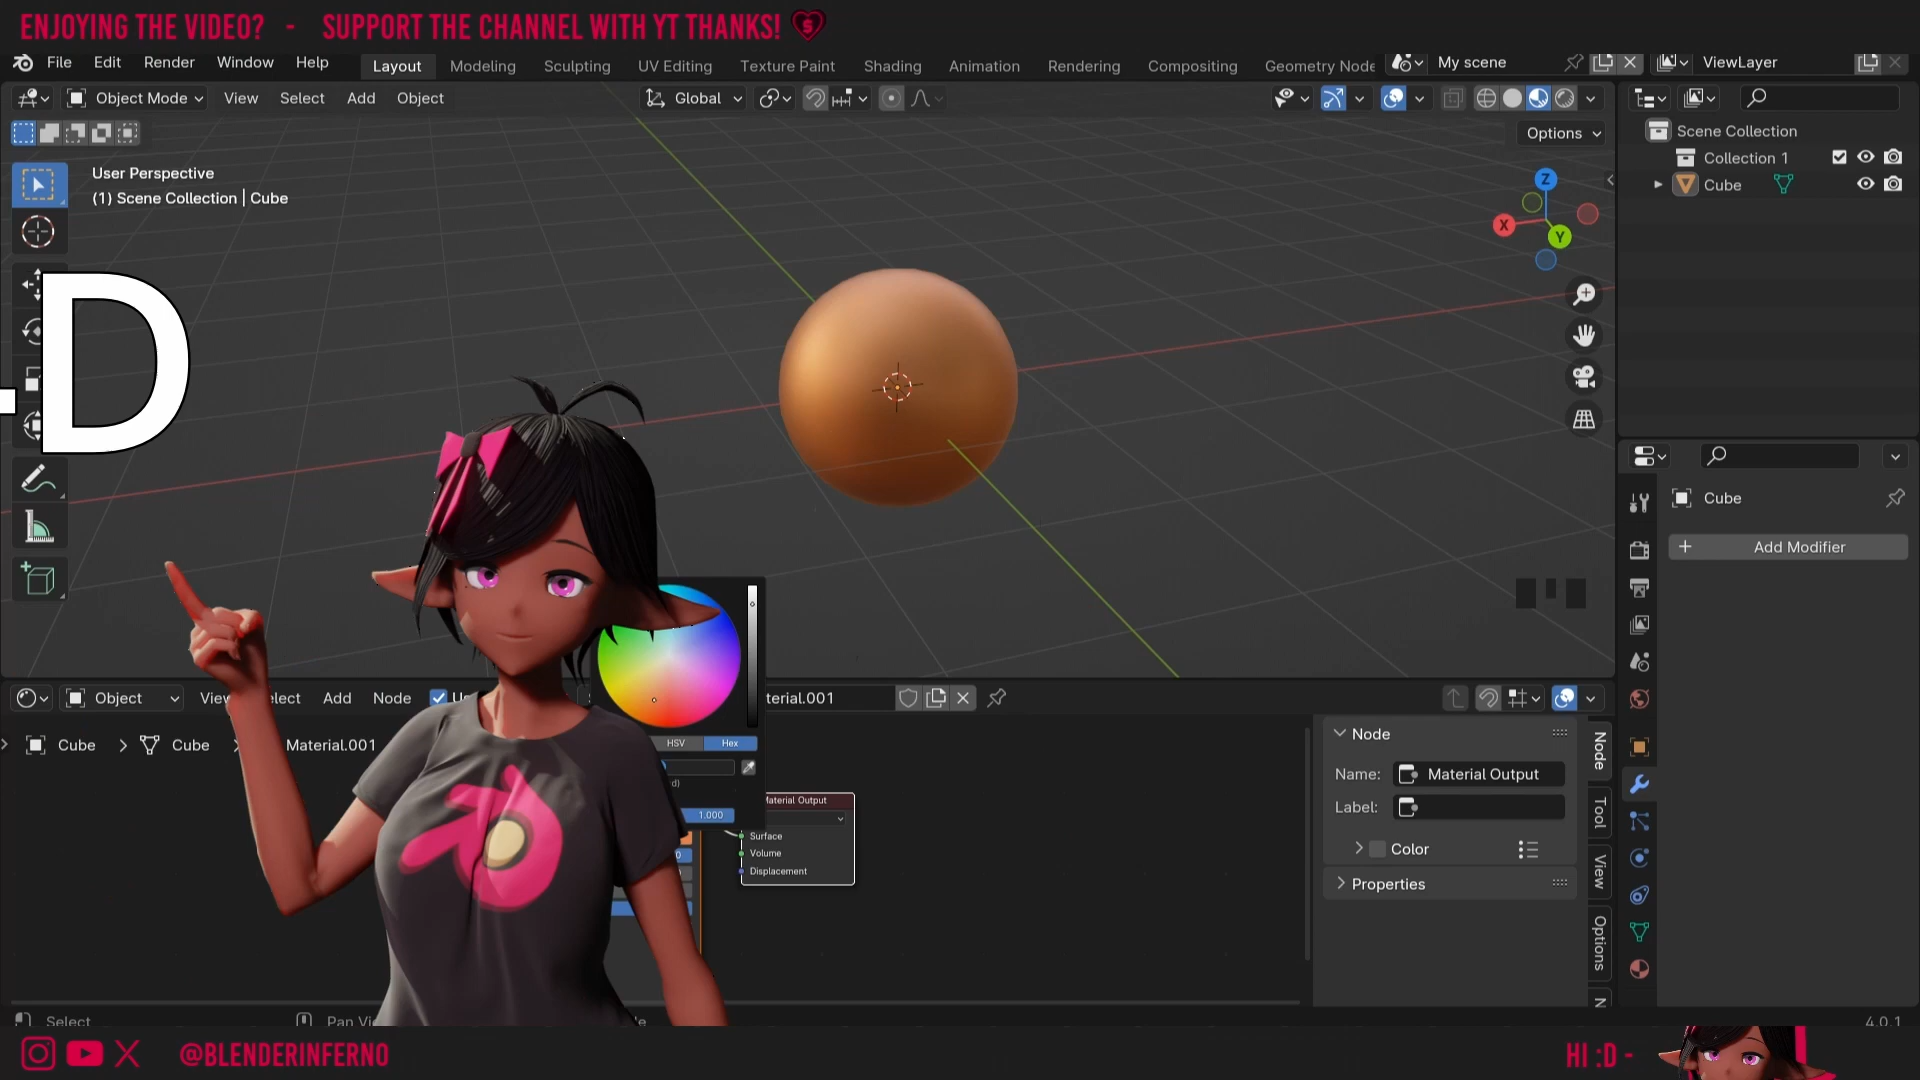 ENJOYING THE VIDEO? - SUPPORT THE CHANNEL WITH YT THANKS!
File Edit Render Window Help Layout Modeling Sculpting UV Editing Texture Paint Shading Animation Rendering Compositing Geometry Node My scene ViewLayer
Object Mode View Select Add Object Global
Options
Scene Collection
Collection 1
Cube
User Perspective
(1) Scene Collection | Cube
Z
X
Y
-D
Cube
Add Modifier
Object View elect Add Node terial.001
Cube Cube Material.001
HSV Hex
1.000
Material Output
Surface
Volume
Displacement
Node
Name: Material Output
Label:
Color
Properties
Node
Tool
View
Options
Select Pan Vi 4.0.1
@BLENDERINFERNO
HI :D -